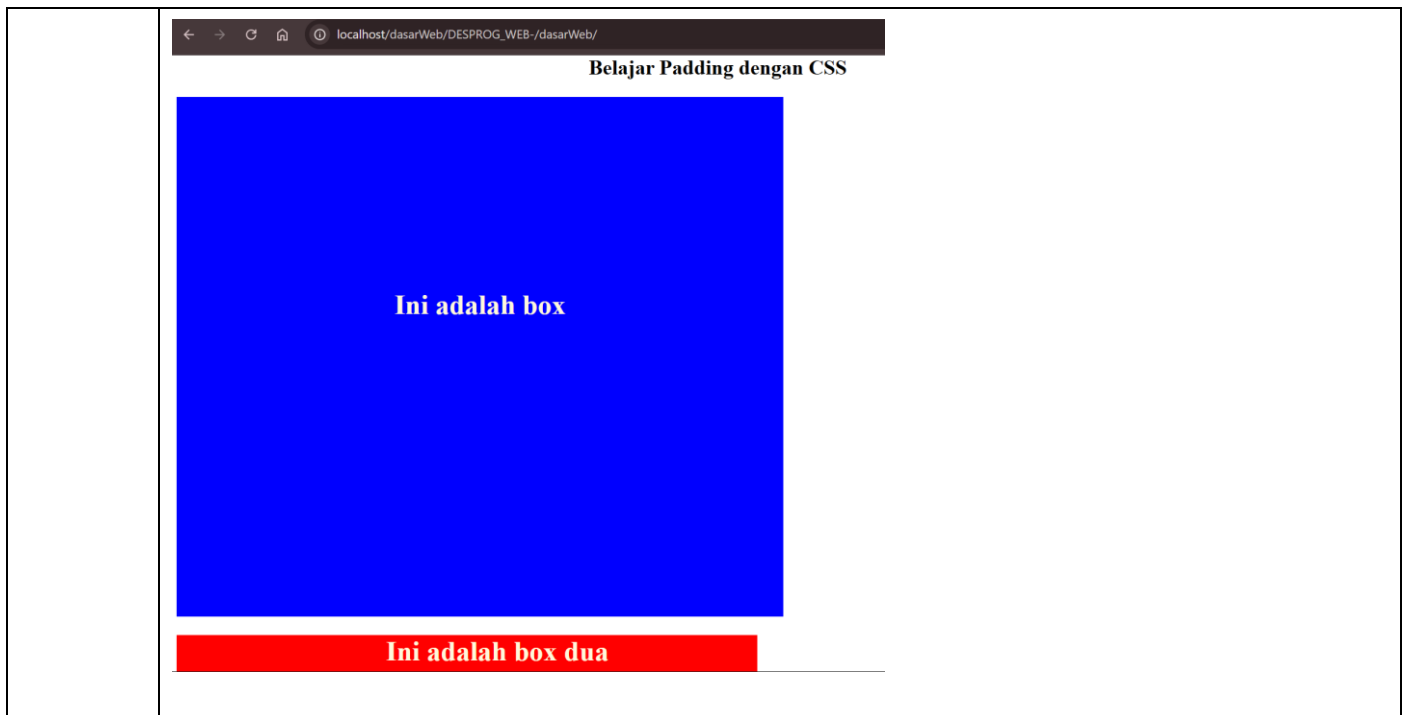 localhost/dasarWeb/DESPROG_WEB-/dasarWeb/
Belajar Padding dengan CSS
Ini adalah box
Ini adalah box dua